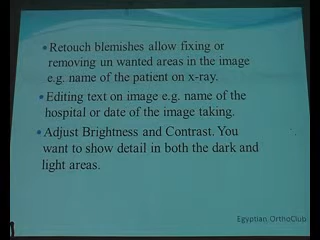 • Retouch blemishes allow fixing or
removing un wanted areas in the image
e.g. name of the patient on x-ray.
• Editing text on image e.g. name of the
hospital or date of the image taking.
• Adjust Brightness and Contrast. You
want to show detail in both the dark and
light areas.
Egyptian OrthoClub